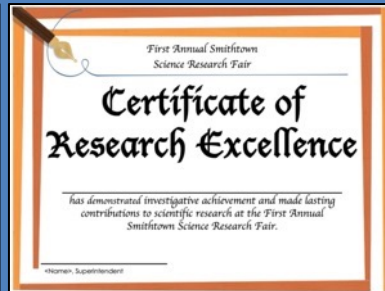 First Annual Smithtown
Science Research Fair
Certificate of
Research Excellence
has demonstrated investigative achievement and made lasting
contributions to scientific research at the First Annual
Smithtown Science Research Fair.
<Name>, Superintendent